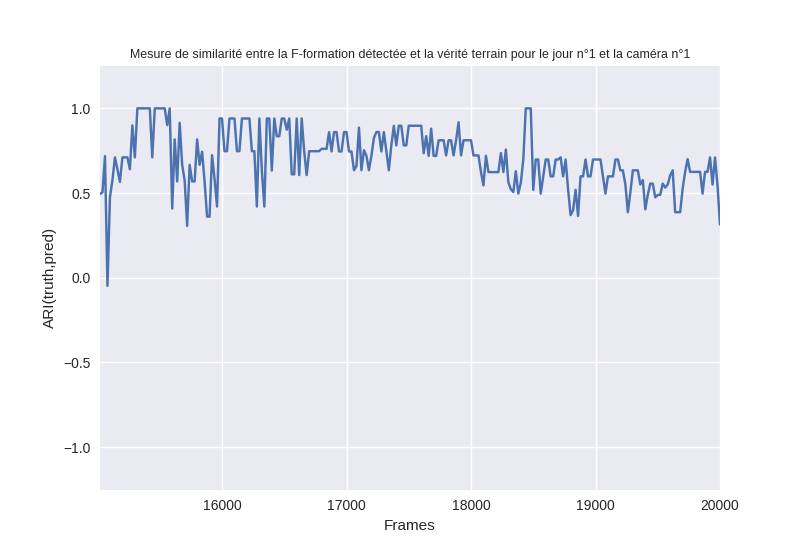 Mesure de similarité entre la F-formation détectée et la vérité terrain pour le jour n°1 et la caméra n°1
1.0
0.5
0.0
−0.5
−1.0
ARI(truth,pred)
16000 17000 18000 19000 20000
Frames